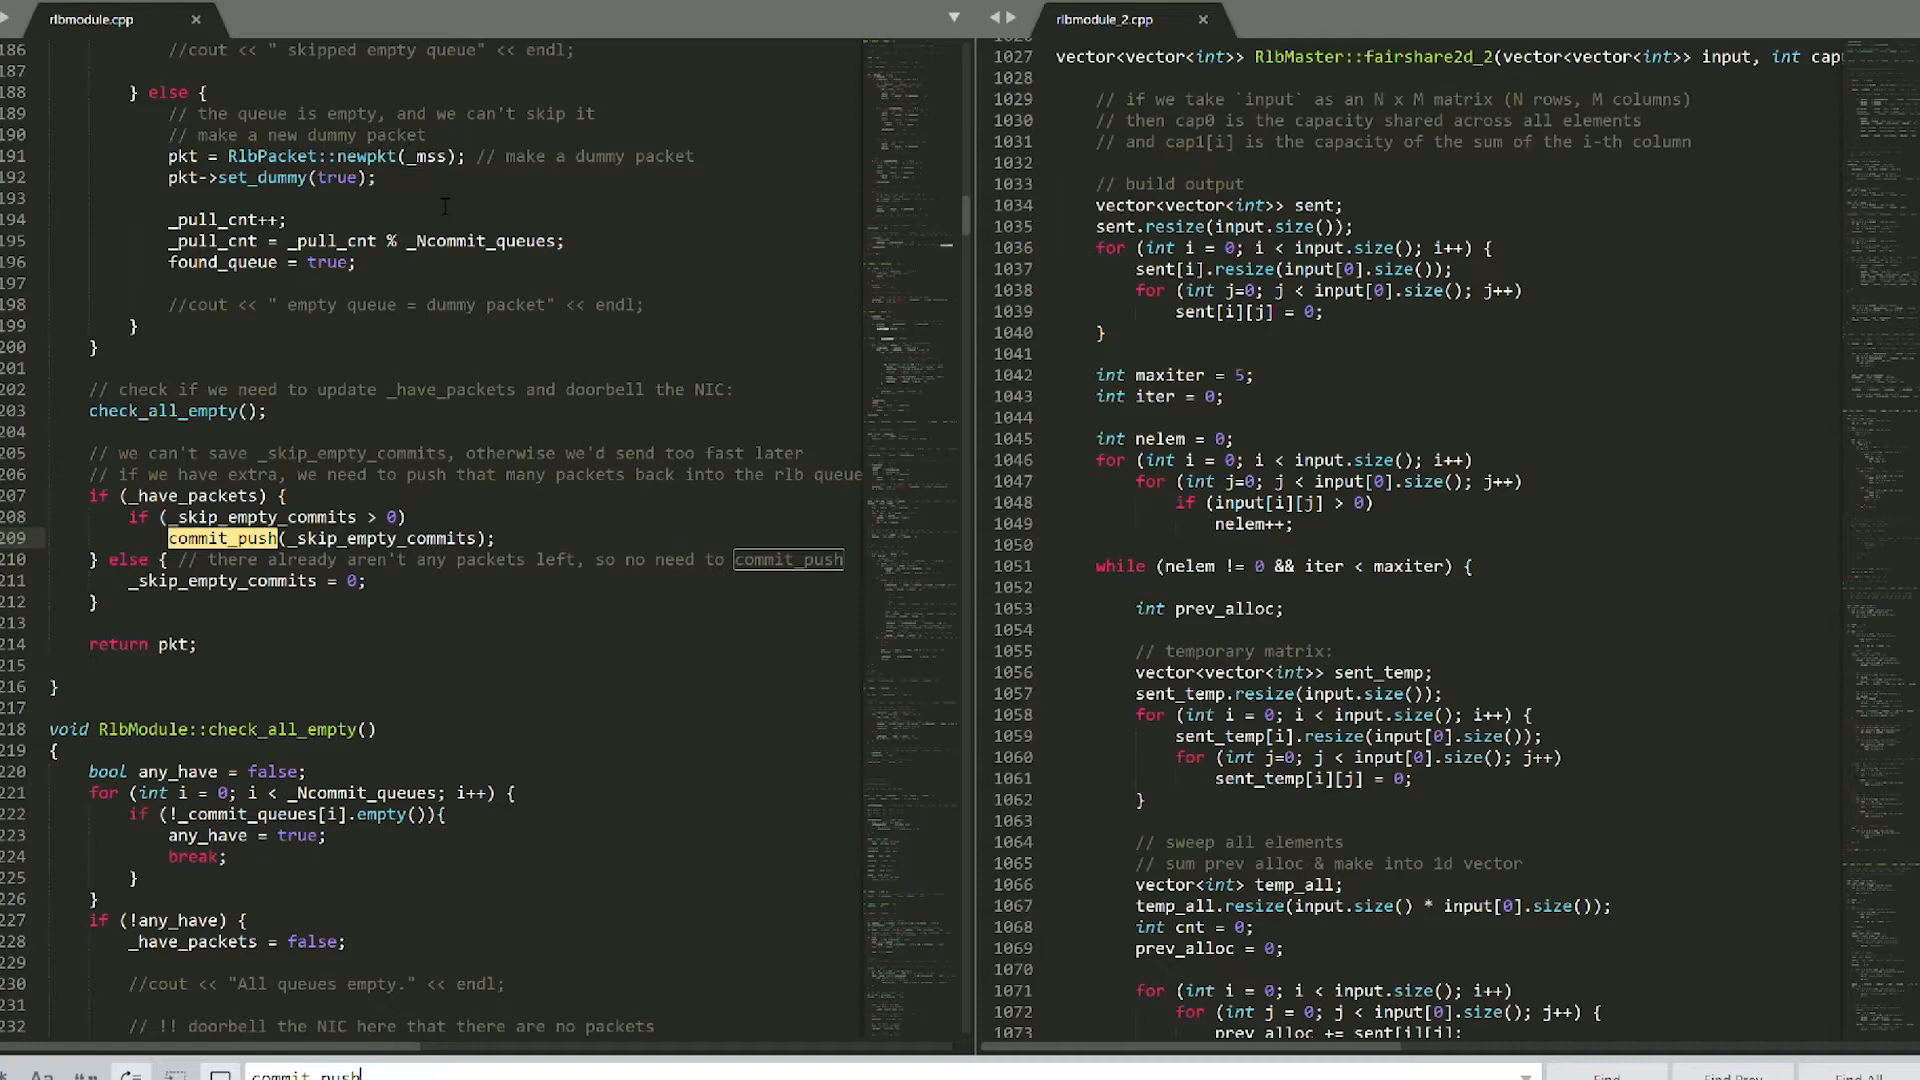 rlbmodule.cpp ×
186 //cout << " skipped empty queue" << endl;
187
188 } else {
189 // the queue is empty, and we can't skip it
190 // make a new dummy packet
191 pkt = RlbPacket::newpkt(_mss); // make a dummy packet
192 pkt->set_dummy(true);
193
194 _pull_cnt++;
195 _pull_cnt = _pull_cnt % _Ncommit_queues;
196 found_queue = true;
197
198 //cout << " empty queue = dummy packet" << endl;
199 }
200 }
201
202 // check if we need to update _have_packets and doorbell the NIC:
203 check_all_empty();
204
205 // we can't save _skip_empty_commits, otherwise we'd send too fast later
206 // if we have extra, we need to push that many packets back into the rlb queue
207 if (_have_packets) {
208 if (_skip_empty_commits > 0)
209 commit_push(_skip_empty_commits);
210 } else { // there already aren't any packets left, so no need to commit_push
211 _skip_empty_commits = 0;
212 }
213
214 return pkt;
215
216 }
217
218 void RlbModule::check_all_empty()
219 {
220 bool any_have = false;
221 for (int i = 0; i < _Ncommit_queues; i++) {
222 if (!_commit_queues[i].empty()){
223 any_have = true;
224 break;
225 }
226 }
227 if (!any_have) {
228 _have_packets = false;
229
230 //cout << "All queues empty." << endl;
231
232 // !! doorbell the NIC here that there are no packets
rlbmodule_2.cpp ×
1027 vector<vector<int>> RlbMaster::fairshare2d_2(vector<vector<int>> input, int cap
1028
1029 // if we take `input` as an N x M matrix (N rows, M columns)
1030 // then cap0 is the capacity shared across all elements
1031 // and cap1[i] is the capacity of the sum of the i-th column
1032
1033 // build output
1034 vector<vector<int>> sent;
1035 sent.resize(input.size());
1036 for (int i = 0; i < input.size(); i++) {
1037 sent[i].resize(input[0].size());
1038 for (int j=0; j < input[0].size(); j++)
1039 sent[i][j] = 0;
1040 }
1041
1042 int maxiter = 5;
1043 int iter = 0;
1044
1045 int nelem = 0;
1046 for (int i = 0; i < input.size(); i++)
1047 for (int j=0; j < input[0].size(); j++)
1048 if (input[i][j] > 0)
1049 nelem++;
1050
1051 while (nelem != 0 && iter < maxiter) {
1052
1053 int prev_alloc;
1054
1055 // temporary matrix:
1056 vector<vector<int>> sent_temp;
1057 sent_temp.resize(input.size());
1058 for (int i = 0; i < input.size(); i++) {
1059 sent_temp[i].resize(input[0].size());
1060 for (int j=0; j < input[0].size(); j++)
1061 sent_temp[i][j] = 0;
1062 }
1063
1064 // sweep all elements
1065 // sum prev alloc & make into 1d vector
1066 vector<int> temp_all;
1067 temp_all.resize(input.size() * input[0].size());
1068 int cnt = 0;
1069 prev_alloc = 0;
1070
1071 for (int i = 0; i < input.size(); i++)
1072 for (int j = 0; j < input[0].size(); j++) {
1073 prev_alloc += sent[i][j];
commit_push
Find
Find Prev
Find All